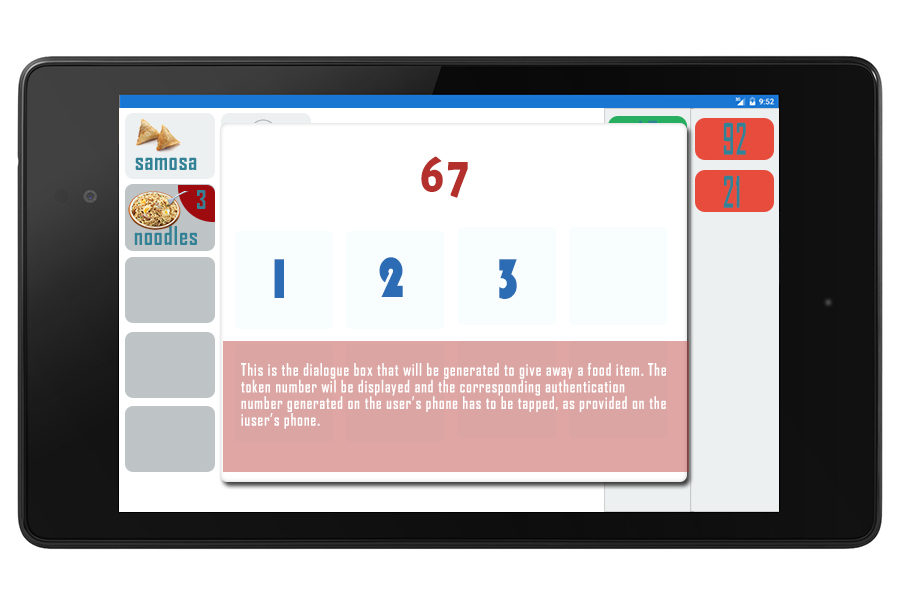 9:52
samosa
3
noodles
67
1
2
3
This is the dialogue box that will be generated to give away a food item. The
token number wil be displayed and the corresponding authentication
number generated on the user's phone has to be tapped, as provided on the
iuser's phone.
92
21